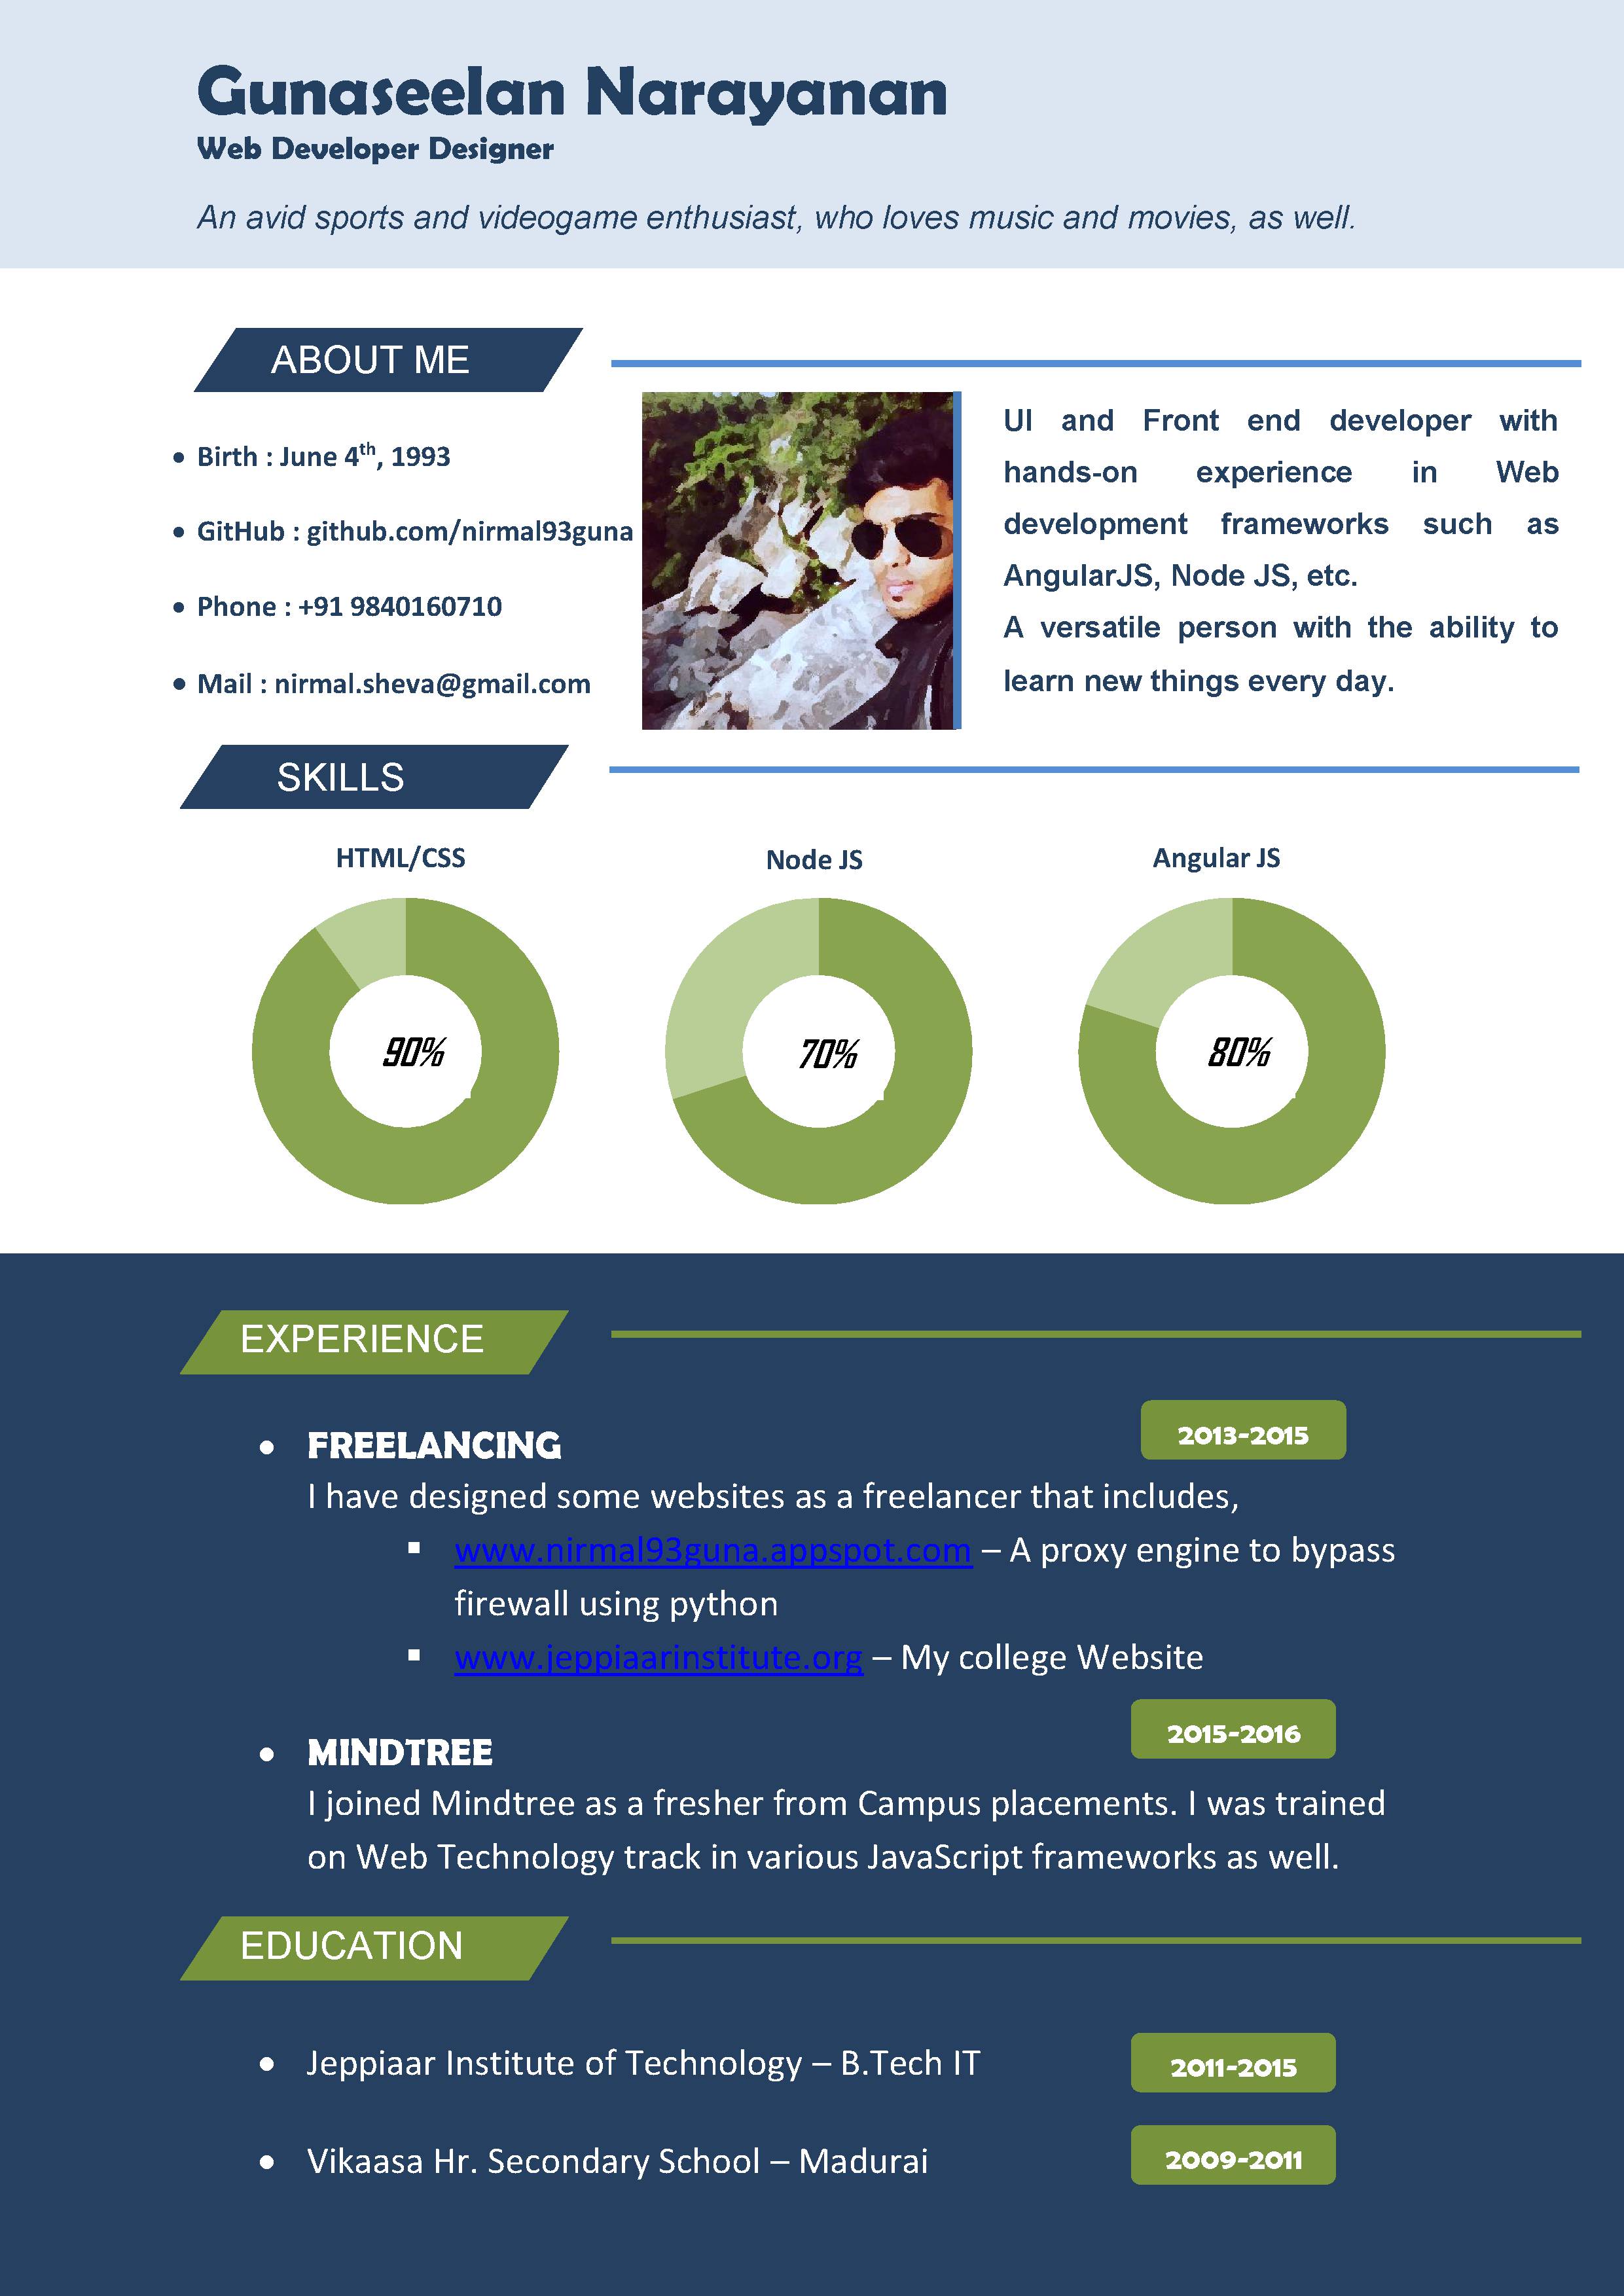 Gunaseelan Narayanan
Web Developer Designer
An avid sports and videogame enthusiast, who loves music and movies, as well.
ABOUT ME
• Birth : June 4th, 1993
• GitHub : github.com/nirmal93guna
• Phone : +91 9840160710
• Mail : nirmal.sheva@gmail.com
UI and Front end developer with
hands-on experience in Web
development frameworks such as
AngularJS, Node JS, etc.
A versatile person with the ability to
learn new things every day.
SKILLS
HTML/CSS
Node JS
Angular JS
90%
70%
80%
EXPERIENCE
• FREELANCING
2013-2015
I have designed some websites as a freelancer that includes,
▪ www.nirmal93guna.appspot.com – A proxy engine to bypass
firewall using python
▪ www.jeppiaarinstitute.org – My college Website
• MINDTREE
2015-2016
I joined Mindtree as a fresher from Campus placements. I was trained
on Web Technology track in various JavaScript frameworks as well.
EDUCATION
• Jeppiaar Institute of Technology – B.Tech IT
2011-2015
• Vikaasa Hr. Secondary School – Madurai
2009-2011